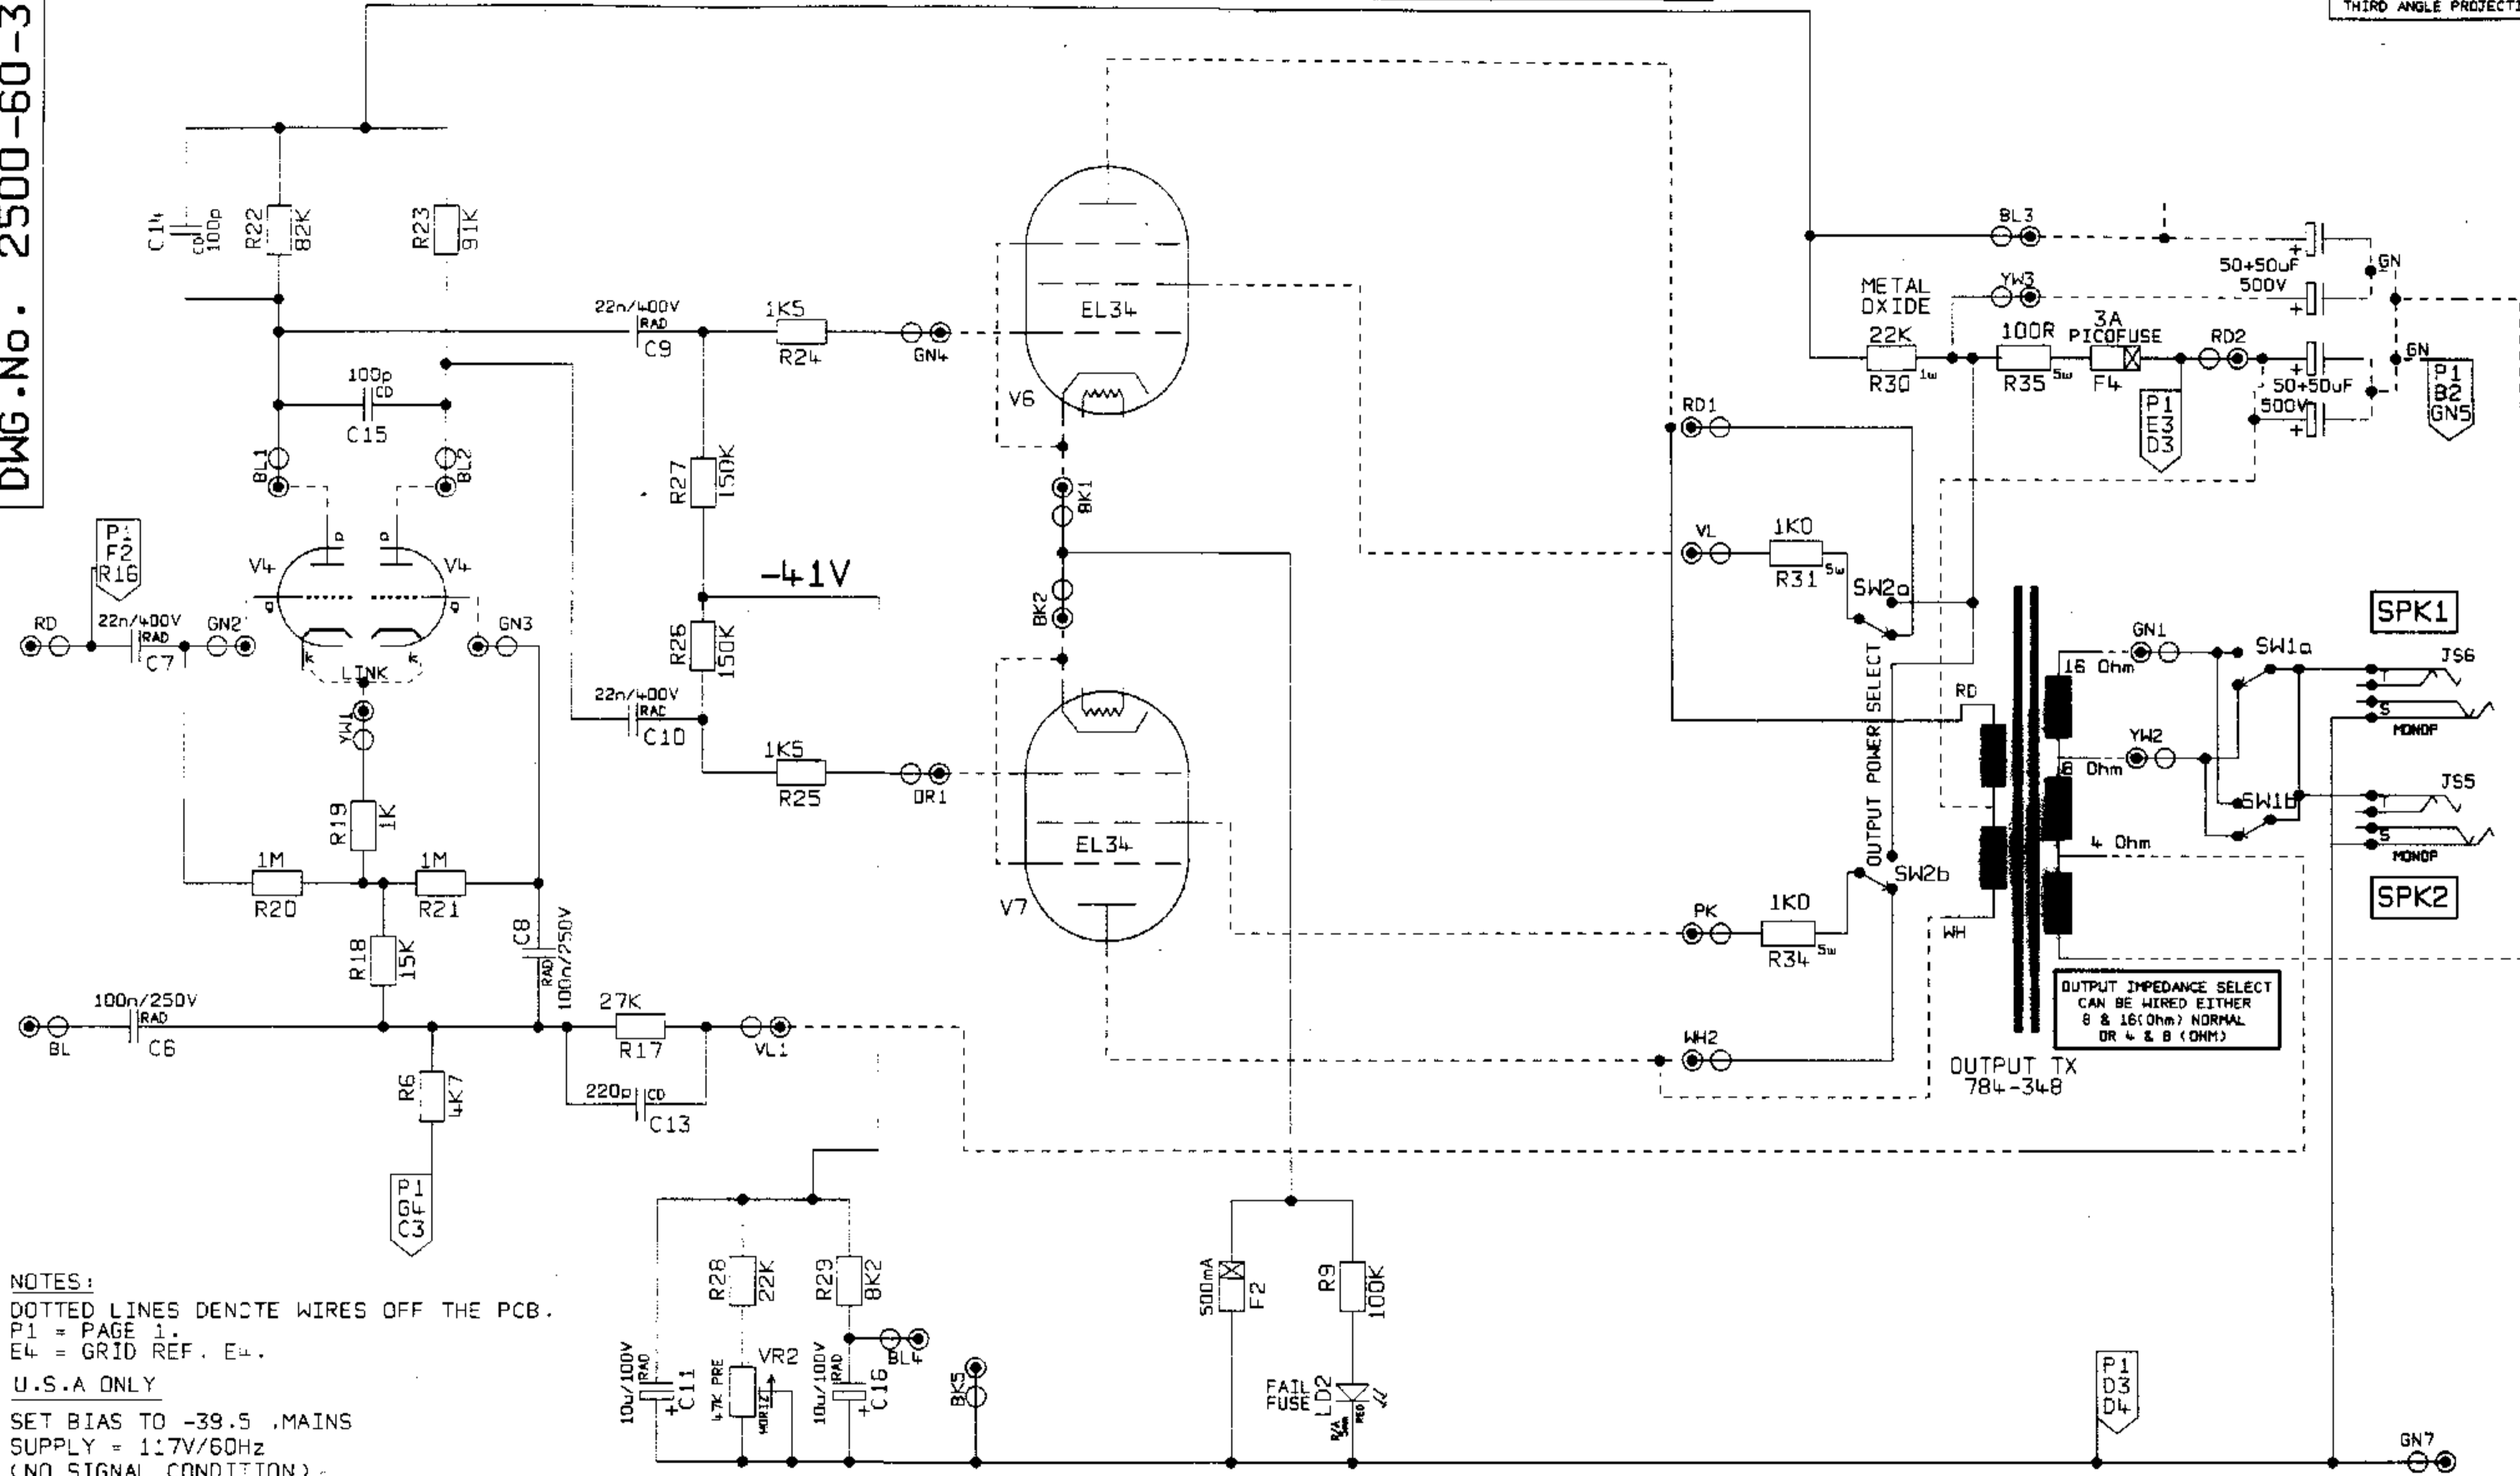 DWG.No. 2500-60-3
THIRD ANGLE PROJECTI
C14
CD
100p
R22
82K
R23
91K
22n/400V
RAD
C9
1K5
R24
GN4
EL34
V6
100p
CD
C15
BL1
BL2
R27
150K
BK1
BK2
-41V
R26
150K
P1
F2
R16
V4
V4
p
p
g
g
k
k
RD
22n/400V
RAD
C7
GN2
GN3
LINK
YW1
22n/400V
RAD
C10
1K5
R25
OR1
EL34
V7
R19
1K
1M
R20
1M
R21
R18
15K
C8
RAD
100n/250V
100n/250V
RAD
BL
C6
27K
R17
VL1
220p
CD
C13
R6
4K7
P1
G4
C3
BL3
YW3
METAL
OXIDE
22K
R30
1w
100R
R35
5w
3A
PICOFUSE
F4
RD2
50+50uF
500V
+
+
GN
50+50uF
500V
+
+
GN
P1
E3
D3
P1
B2
GN5
RD1
VL
1K0
R31
5w
SW2a
OUTPUT POWER SELECT
SW2b
PK
1K0
R34
5w
WH2
RD
WH
16 Ohm
8 Ohm
4 Ohm
GN1
YW2
SW1a
SW1b
SPK1
JS6
T
S
MONOP
JS5
T
S
MONOP
SPK2
OUTPUT IMPEDANCE SELECT
CAN BE WIRED EITHER
8 & 16(Ohm) NORMAL
OR 4 & 8 (OHM)
OUTPUT TX
784-348
NOTES:
DOTTED LINES DENOTE WIRES OFF THE PCB.
P1 = PAGE 1.
E4 = GRID REF. E4.
U.S.A ONLY
SET BIAS TO -39.5 ,MAINS
SUPPLY = 117V/60Hz
(NO SIGNAL CONDITION).
10u/100V
RAD
+
C11
R28
22K
47K PRE
VR2
HORIZ
R29
8K2
10u/100V
RAD
+
C16
BL4
BK5
500mA
F2
R9
100K
FAIL
FUSE
LD2
R/A
5mm
RED
P1
D3
D4
GN7